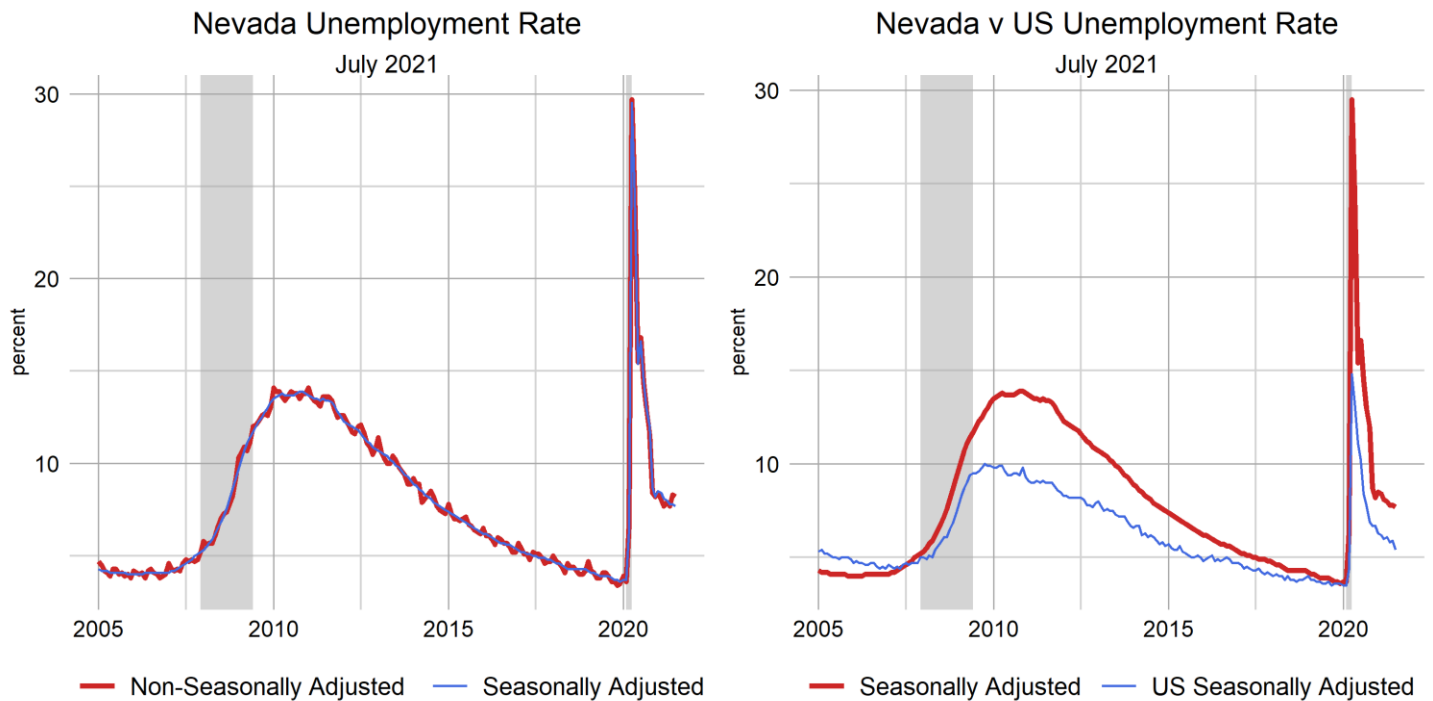 Nevada Unemployment Rate
July 2021
30
20
10
percent
2005 2010 2015 2020
Non-Seasonally Adjusted Seasonally Adjusted
Nevada v US Unemployment Rate
July 2021
30
20
10
percent
2005 2010 2015 2020
Seasonally Adjusted US Seasonally Adjusted